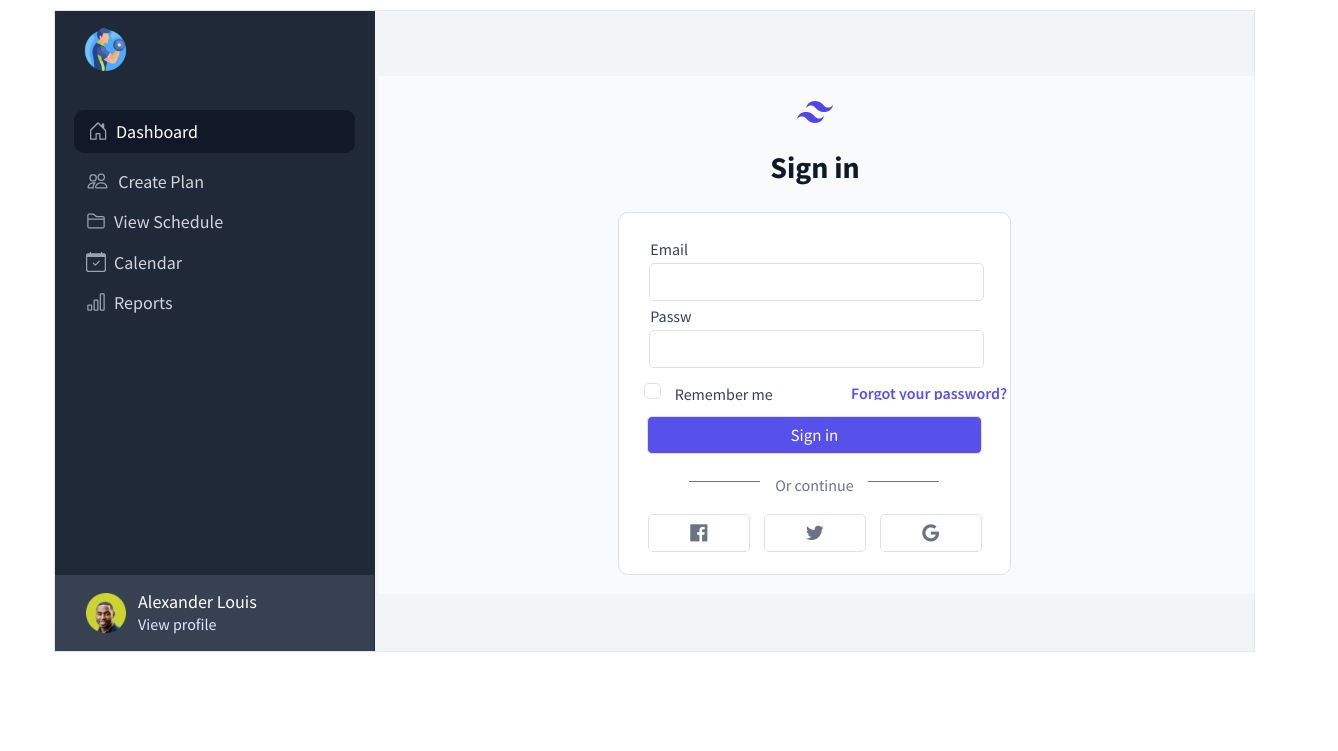 Dashboard
Create Plan
View Schedule
Calendar
Reports
Alexander Louis
View profile
Sign in
Email
Passw
Remember me
Forgot your password?
Sign in
Or continue